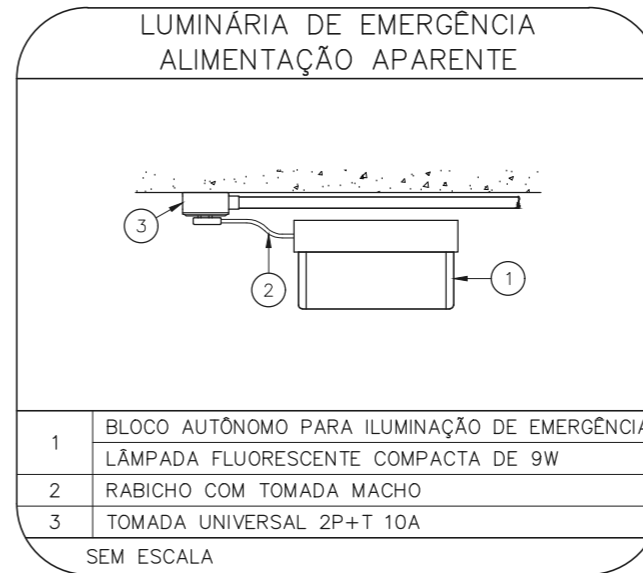 LUMINÁRIA DE EMERGÊNCIA
ALIMENTAÇÃO APARENTE
3
2
1
1 BLOCO AUTÔNOMO PARA ILUMINAÇÃO DE EMERGÊNCIA
LÂMPADA FLUORESCENTE COMPACTA DE 9W
2 RABICHO COM TOMADA MACHO
3 TOMADA UNIVERSAL 2P+T 10A
SEM ESCALA